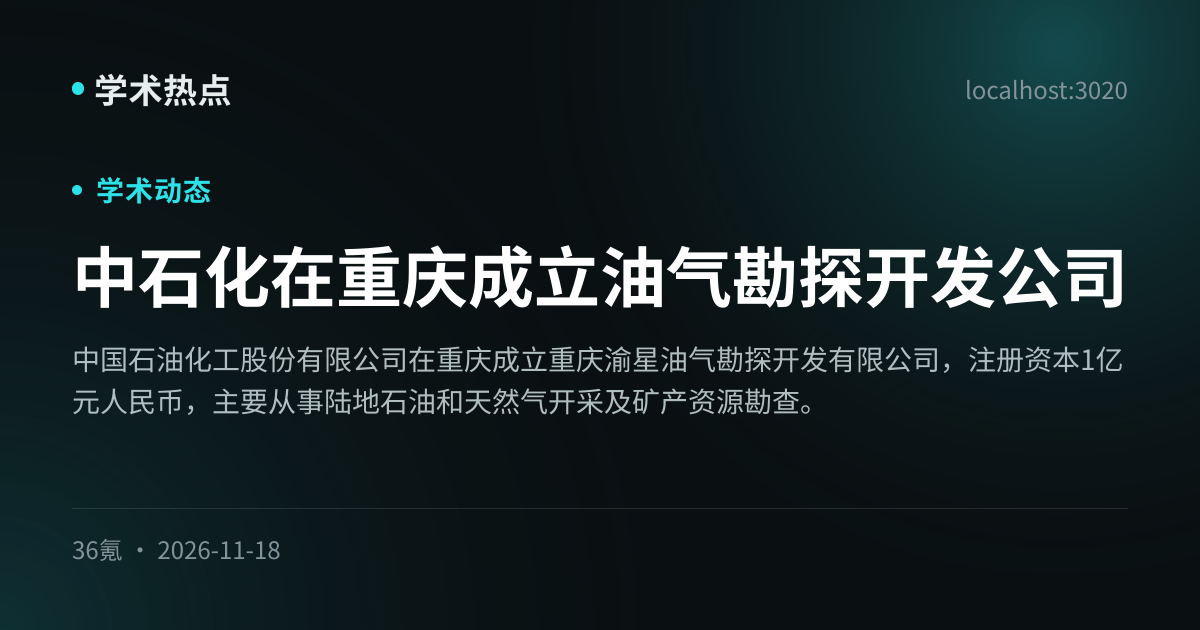 学术热点
localhost:3020
学术动态
中石化在重庆成立油气勘探开发公司
中国石油化工股份有限公司在重庆成立重庆渝星油气勘探开发有限公司，注册资本1亿
元人民币，主要从事陆地石油和天然气开采及矿产资源勘查。
36氪 · 2026-11-18